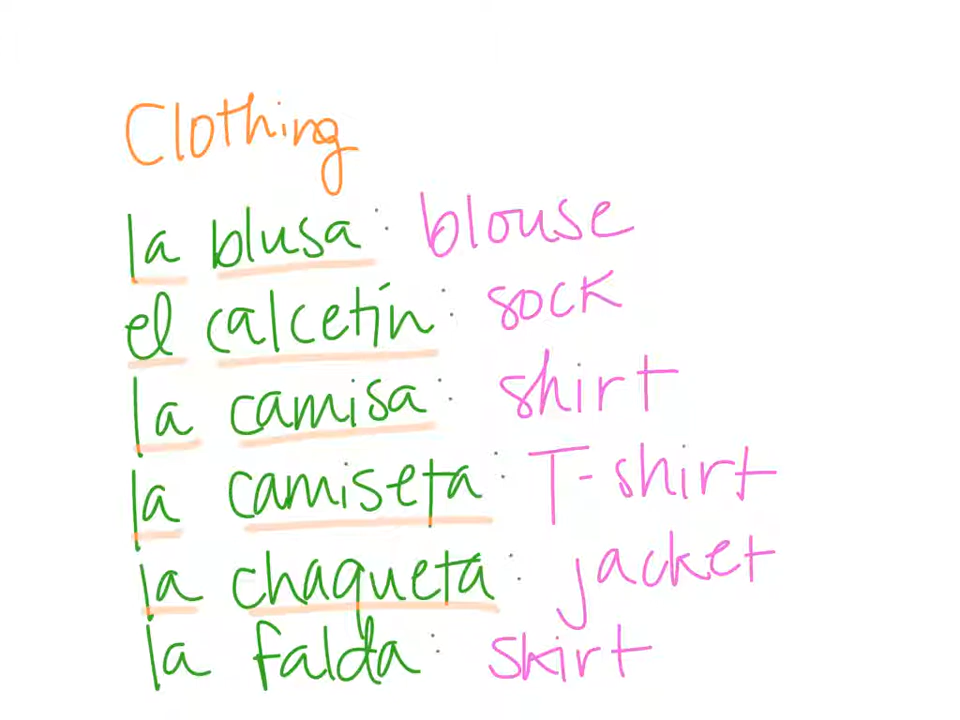 Clothing
la blusa: blouse
el calcetín: sock
la camisa: shirt
la camiseta: T-shirt
la chaqueta: jacket
la falda: skirt